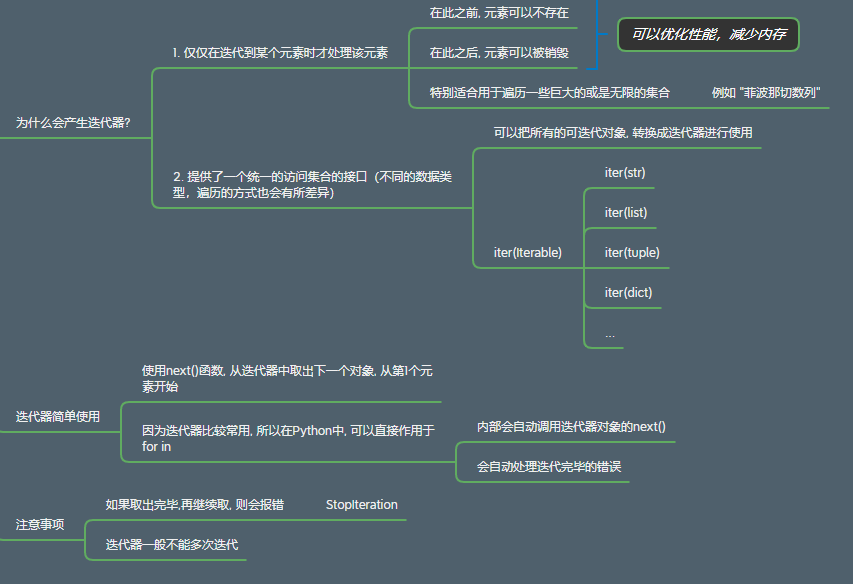 在此之前, 元素可以不存在
可以优化性能，减少内存
1. 仅仅在迭代到某个元素时才处理该元素
在此之后, 元素可以被销毁
特别适合用于遍历一些巨大的或是无限的集合
例如 "菲波那切数列"
为什么会产生迭代器?
可以把所有的可迭代对象, 转换成迭代器进行使用
2. 提供了一个统一的访问集合的接口（不同的数据类
型，遍历的方式也会有所差异）
iter(str)
iter(list)
iter(Iterable)
iter(tuple)
iter(dict)
...
使用next()函数, 从迭代器中取出下一个对象, 从第1个元
素开始
迭代器简单使用
因为迭代器比较常用, 所以在Python中, 可以直接作用于
for in
内部会自动调用迭代器对象的next()
会自动处理迭代完毕的错误
注意事项
如果取出完毕,再继续取, 则会报错
StopIteration
迭代器一般不能多次迭代